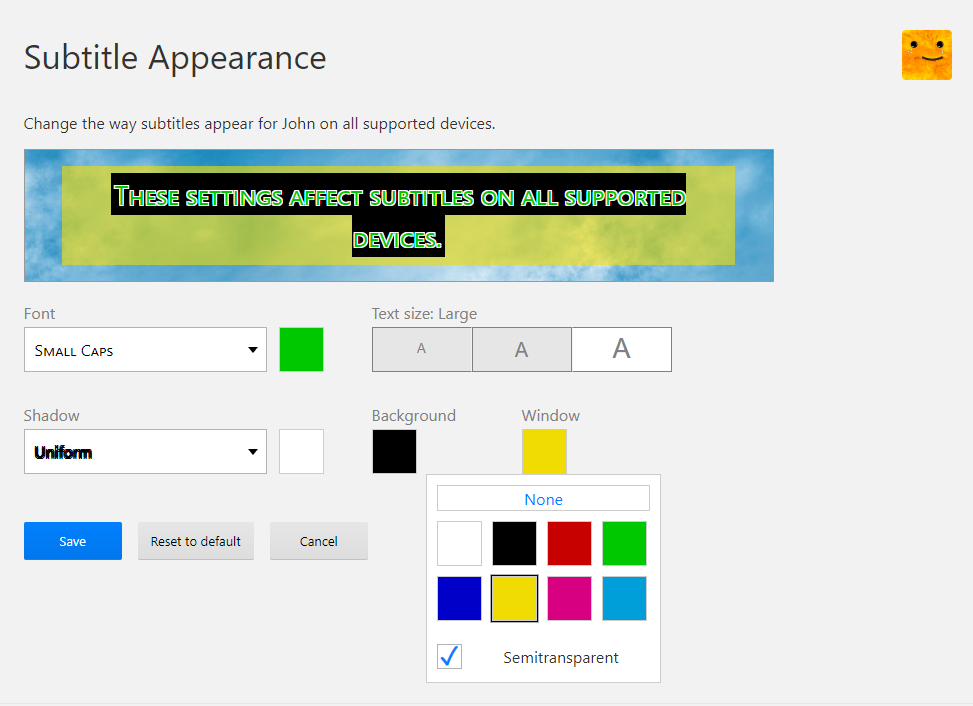 Subtitle Appearance
Change the way subtitles appear for John on all supported devices.
These settings affect subtitles on all supported
devices.
Font
Text size: Large
Small Caps
A
A
A
Shadow
Background
Window
Uniform
None
Save
Reset to default
Cancel
Semitransparent